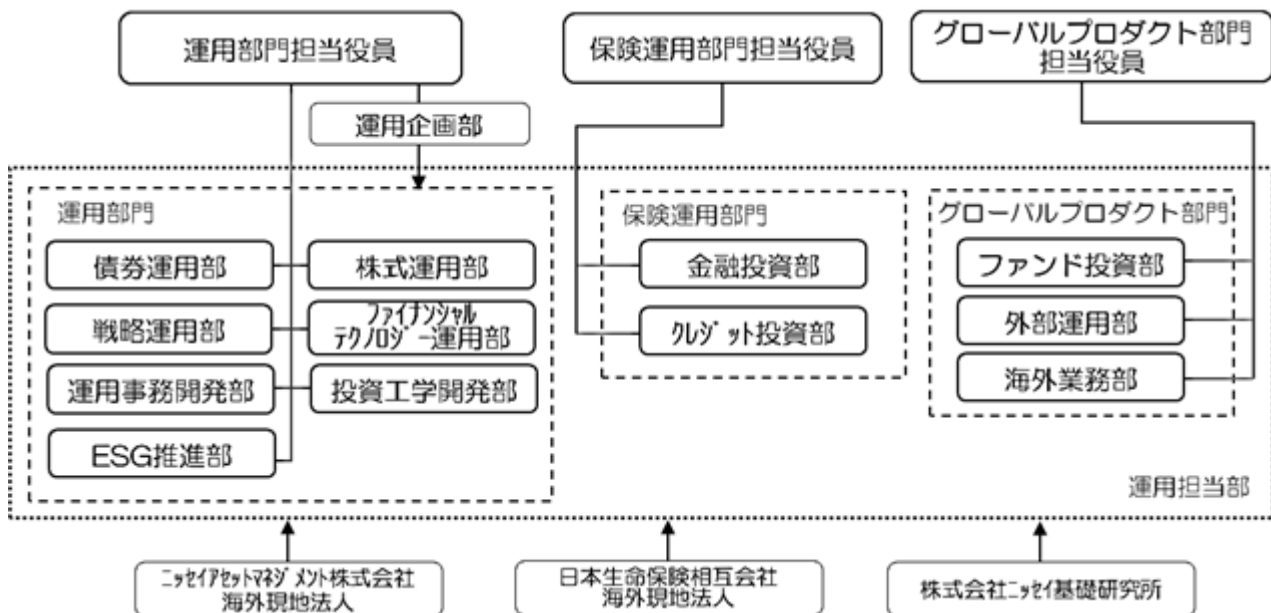 運用部門担当役員
保険運用部門担当役員
グローバルプロダクト部門
担当役員
運用企画部
運用部門
保険運用部門
グローバルプロダクト部門
債券運用部
株式運用部
金融投資部
ファンド投資部
戦略運用部
ﾌｧｲﾅﾝｼｬﾙ
ﾃｸﾉﾛｼﾞｰ運用部
ｸﾚｼﾞｯﾄ投資部
外部運用部
運用事務開発部
投資工学開発部
海外業務部
ESG推進部
運用担当部
ﾆｯｾｲｱｾｯﾄﾏﾈｼﾞﾒﾝﾄ株式会社
海外現地法人
日本生命保険相互会社
海外現地法人
株式会社ﾆｯｾｲ基礎研究所